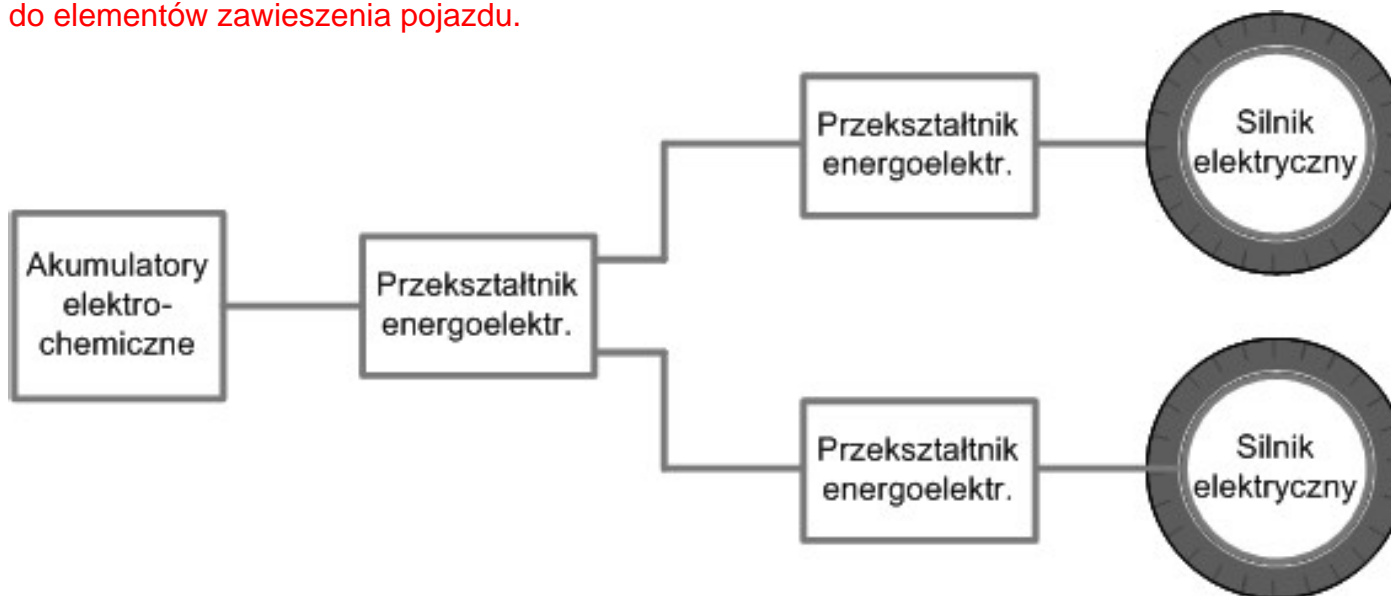 do elementów zawieszenia pojazdu.
Akumulatory
elektro-
chemiczne
Przekształtnik
energoelektr.
Przekształtnik
energoelektr.
Silnik
elektryczny
Przekształtnik
energoelektr.
Silnik
elektryczny